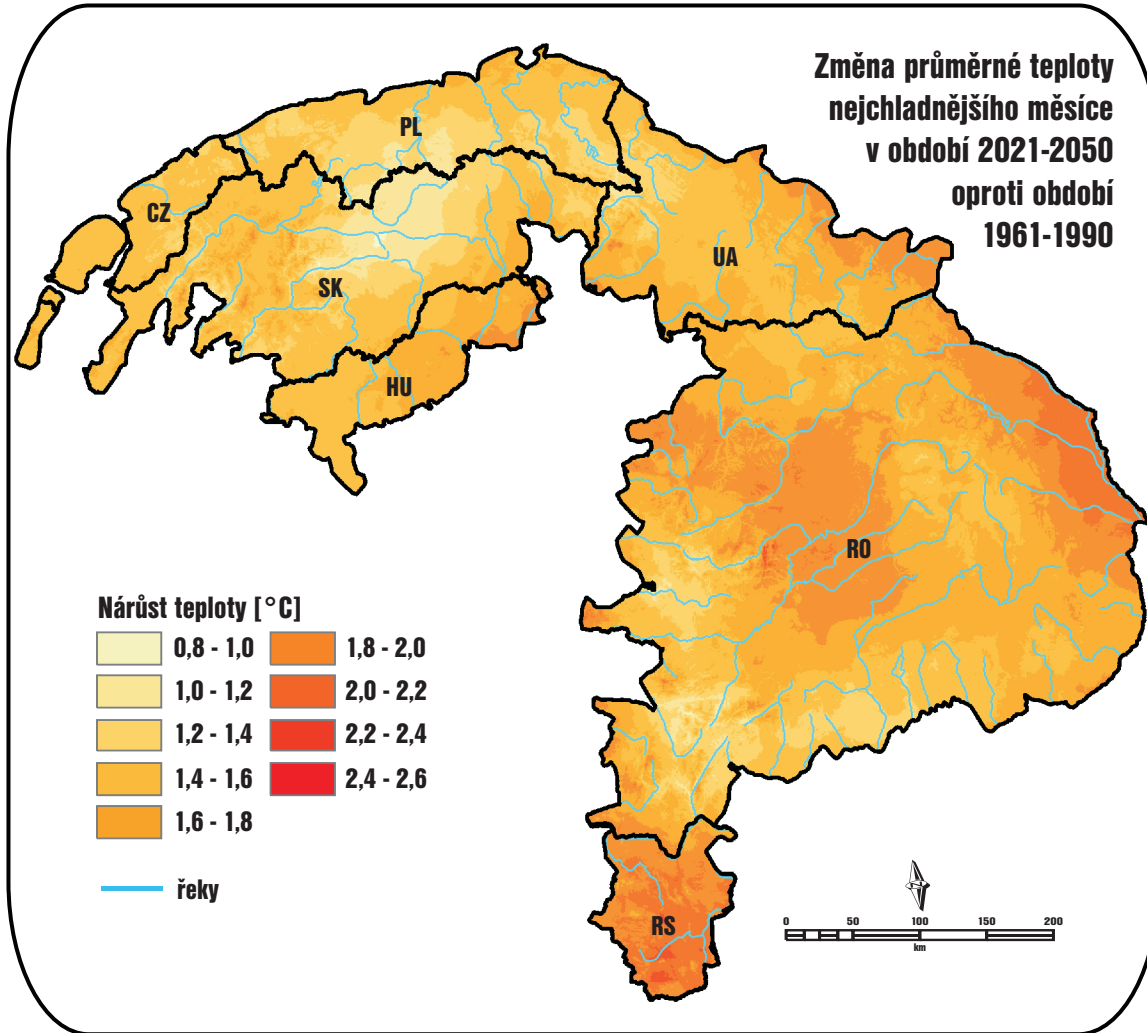 Změna průměrné teploty
nejchladnějšího měsíce
v období 2021-2050
oproti období
1961-1990
PL
CZ
UA
SK
HU
RO
RS
Nárůst teploty [°C]
0,8 - 1,0
1,0 - 1,2
1,2 - 1,4
1,4 - 1,6
1,6 - 1,8
1,8 - 2,0
2,0 - 2,2
2,2 - 2,4
2,4 - 2,6
řeky
0 50 100 150 200
km